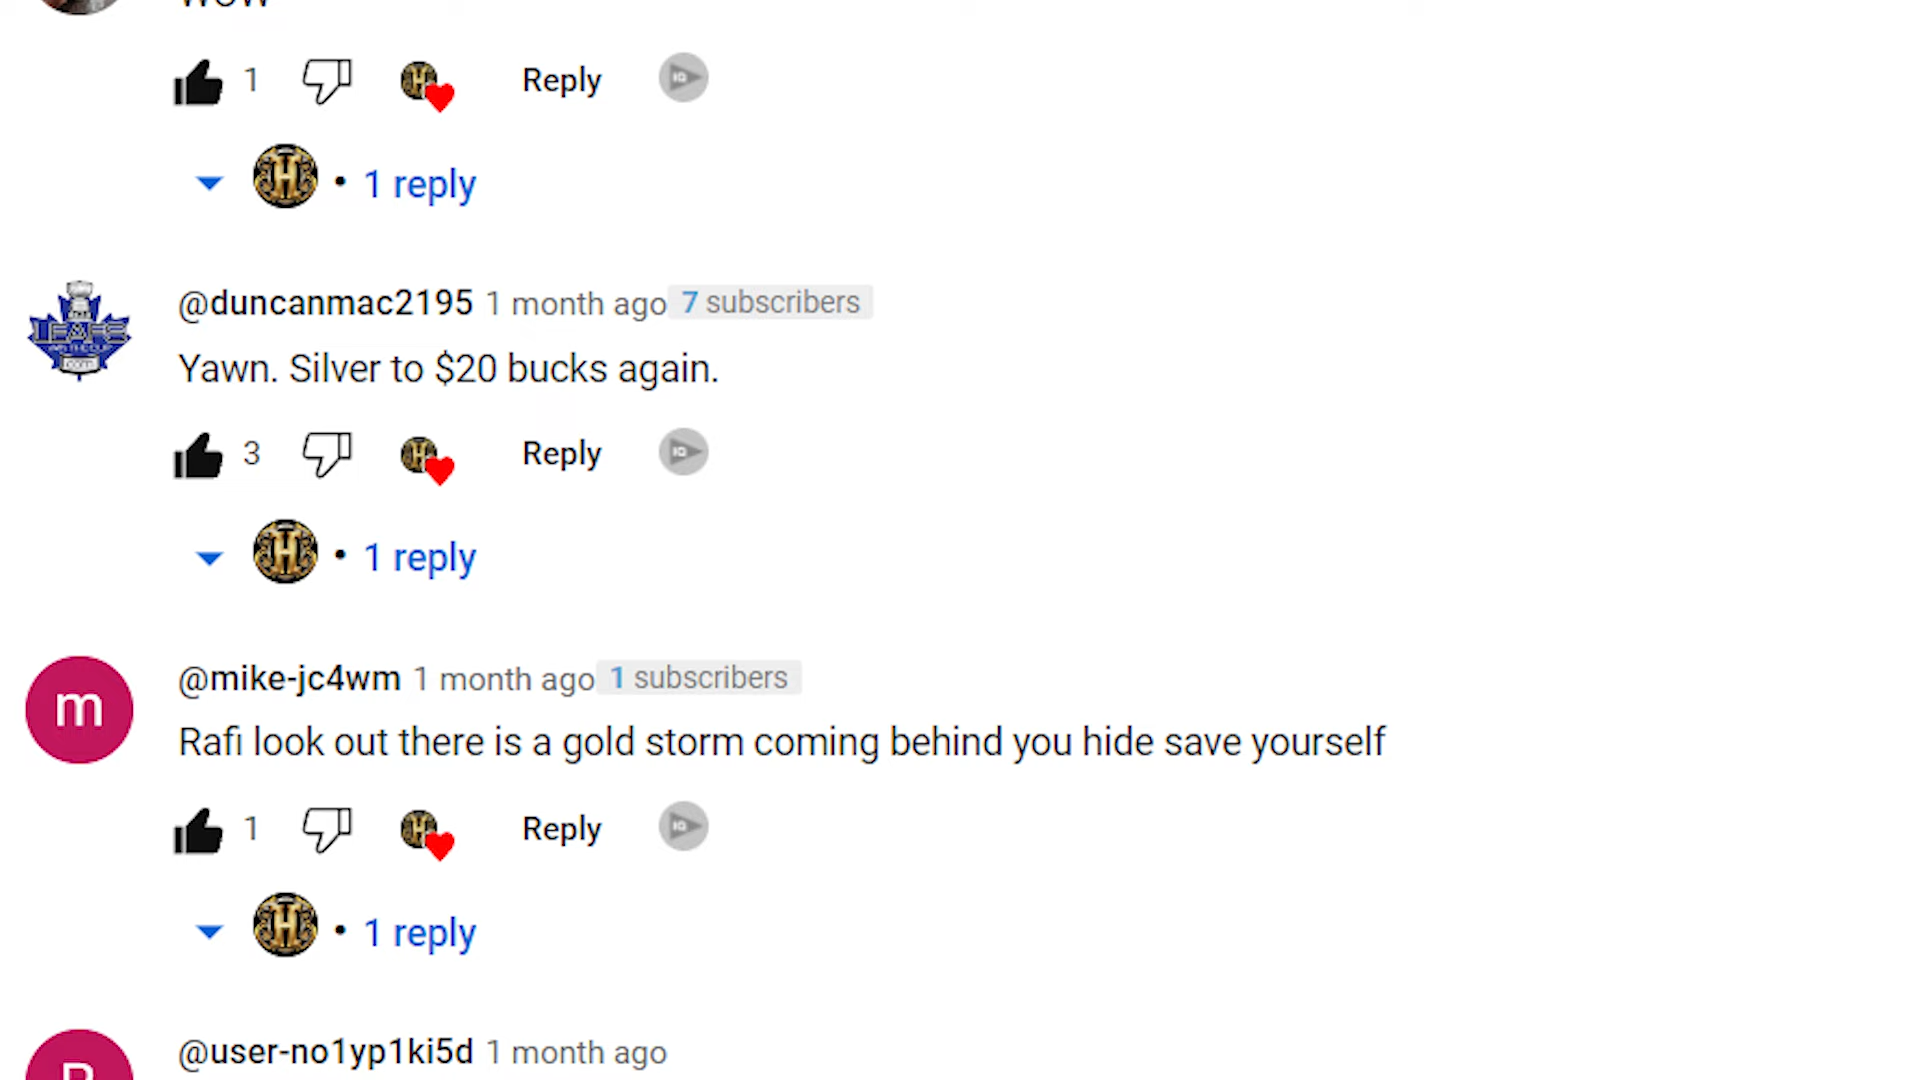 wow
1 Reply
1 reply
@duncanmac2195 1 month ago 7 subscribers
Yawn. Silver to $20 bucks again.
3 Reply
1 reply
m
@mike-jc4wm 1 month ago 1 subscribers
Rafi look out there is a gold storm coming behind you hide save yourself
1 Reply
1 reply
@user-no1yp1ki5d 1 month ago